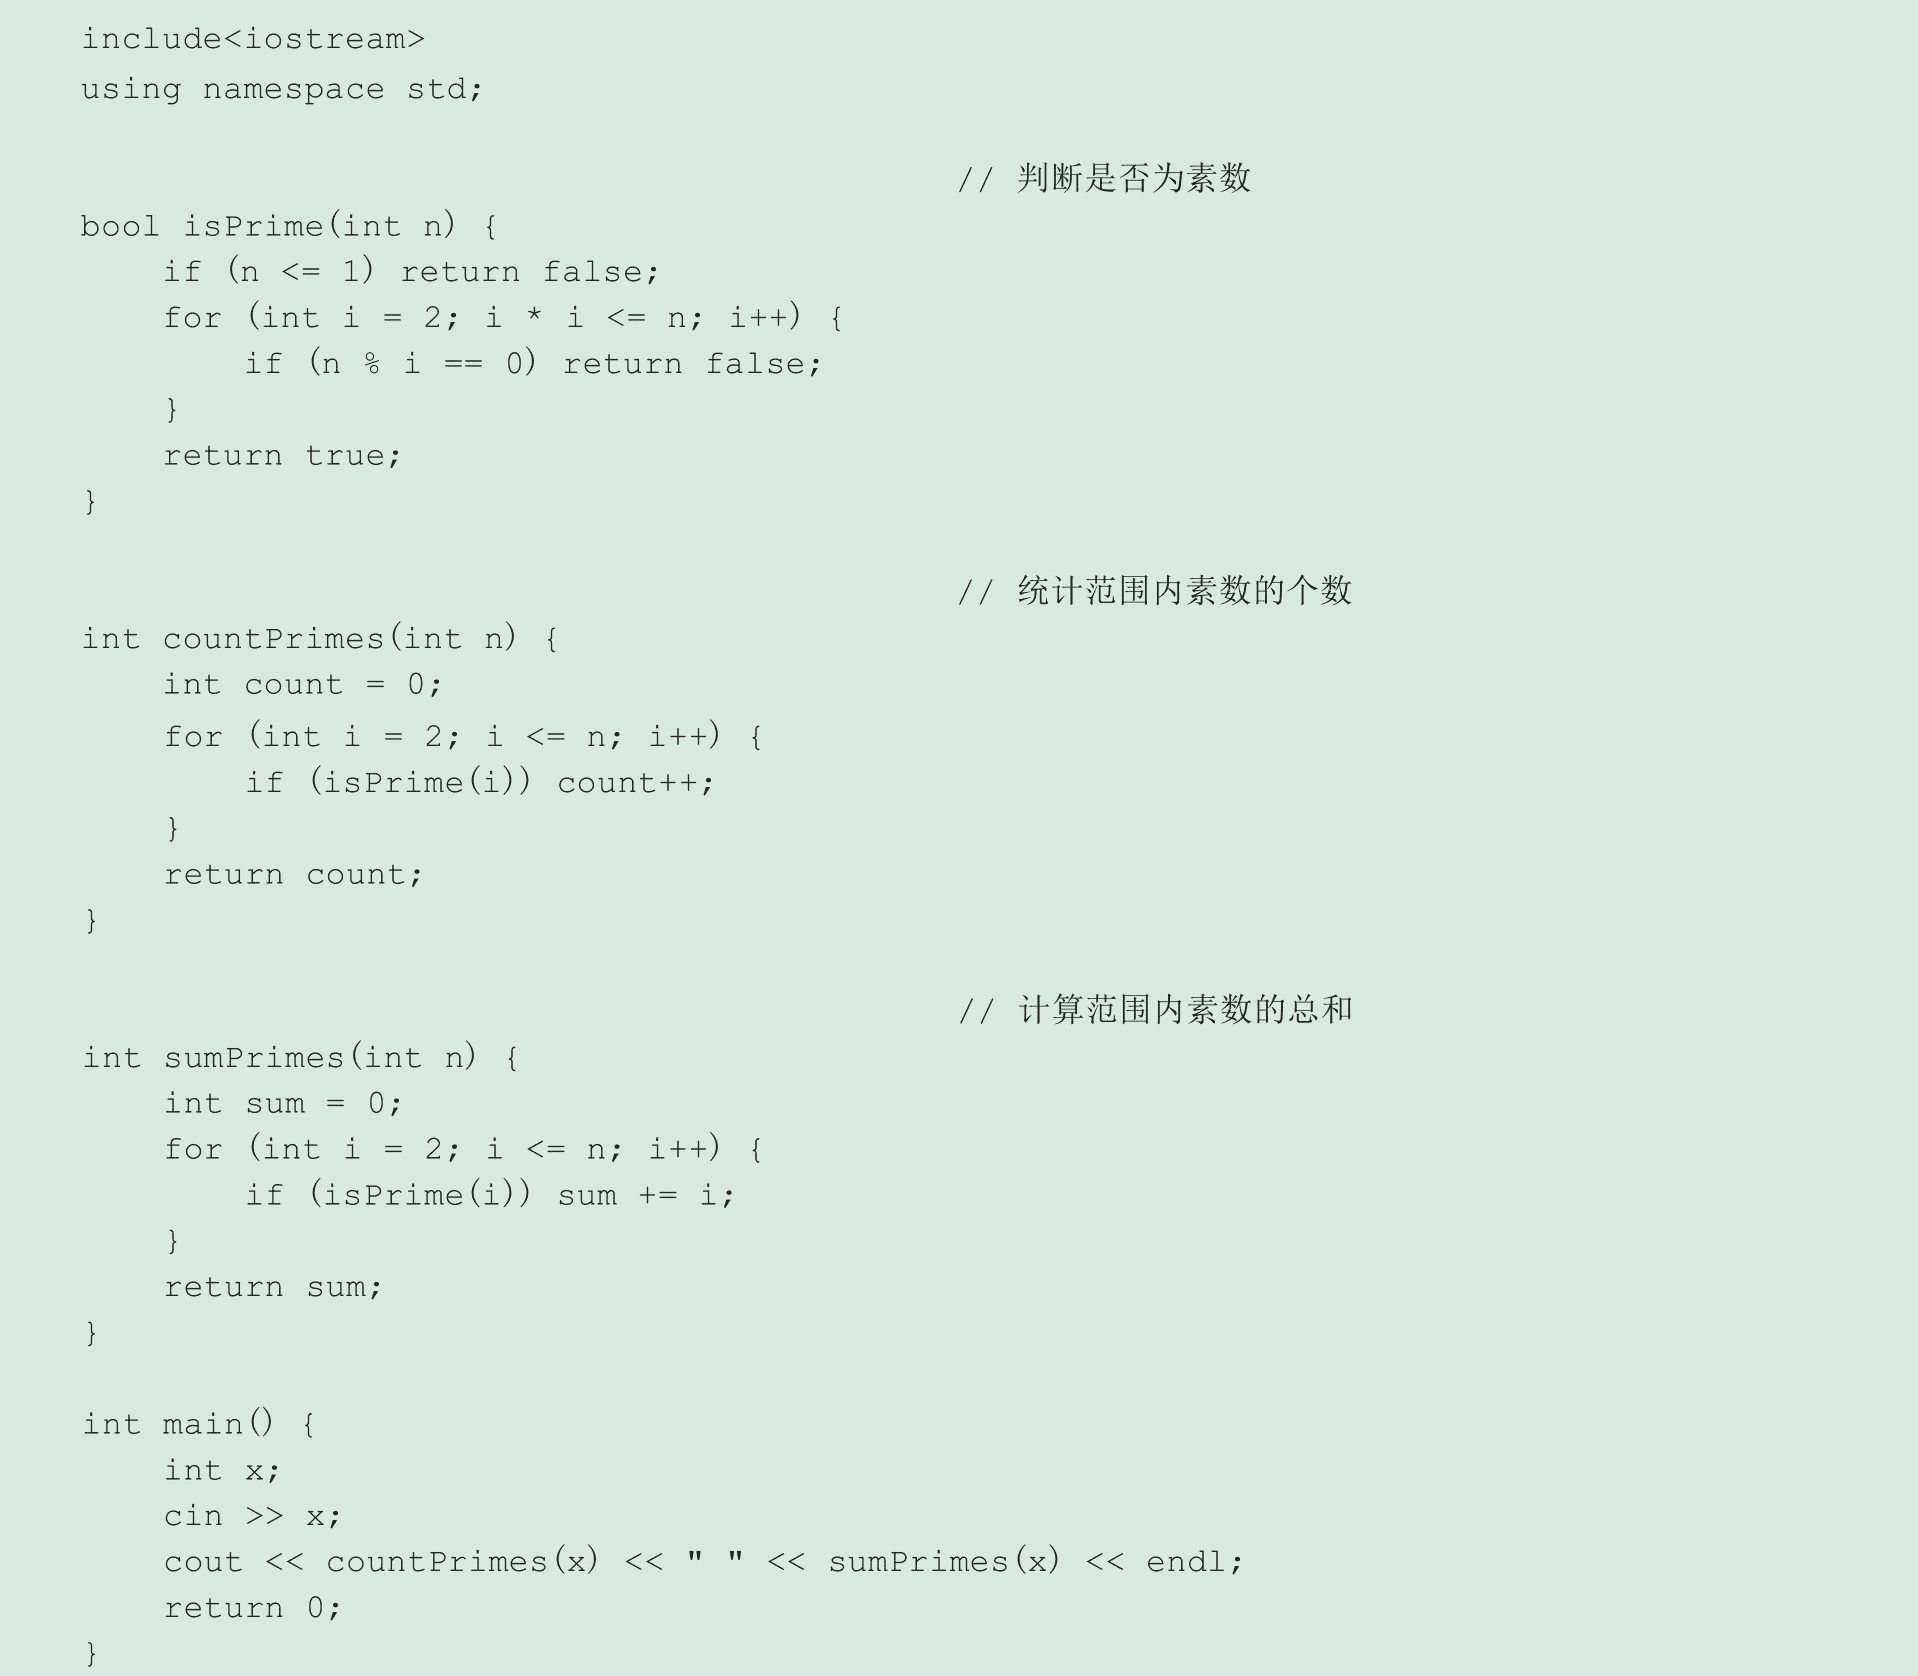 include<iostream>
using namespace std;
// 判断是否为素数
bool isPrime(int n) {
    if (n <= 1) return false;
    for (int i = 2; i * i <= n; i++) {
        if (n % i == 0) return false;
    }
    return true;
}
// 统计范围内素数的个数
int countPrimes(int n) {
    int count = 0;
    for (int i = 2; i <= n; i++) {
        if (isPrime(i)) count++;
    }
    return count;
}
// 计算范围内素数的总和
int sumPrimes(int n) {
    int sum = 0;
    for (int i = 2; i <= n; i++) {
        if (isPrime(i)) sum += i;
    }
    return sum;
}
int main() {
    int x;
    cin >> x;
    cout << countPrimes(x) << " " << sumPrimes(x) << endl;
    return 0;
}